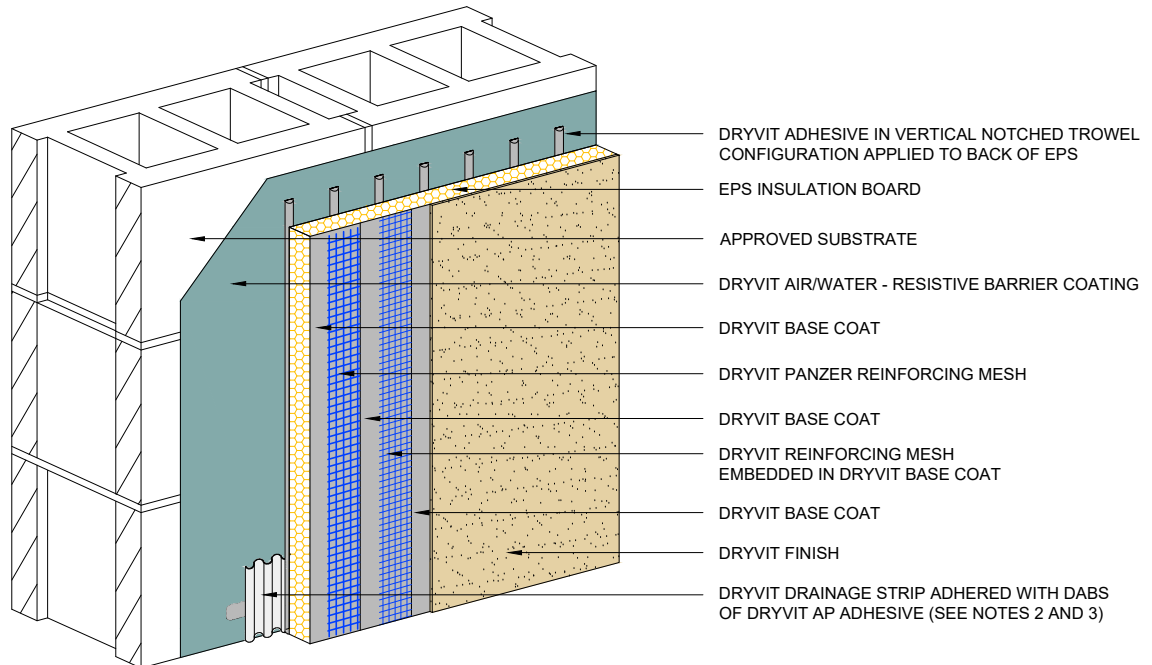 DRYVIT ADHESIVE IN VERTICAL NOTCHED TROWEL
CONFIGURATION APPLIED TO BACK OF EPS
EPS INSULATION BOARD
APPROVED SUBSTRATE
DRYVIT AIR/WATER - RESISTIVE BARRIER COATING
DRYVIT BASE COAT
DRYVIT PANZER REINFORCING MESH
DRYVIT BASE COAT
DRYVIT REINFORCING MESH
EMBEDDED IN DRYVIT BASE COAT
DRYVIT BASE COAT
DRYVIT FINISH
DRYVIT DRAINAGE STRIP ADHERED WITH DABS
OF DRYVIT AP ADHESIVE (SEE NOTES 2 AND 3)